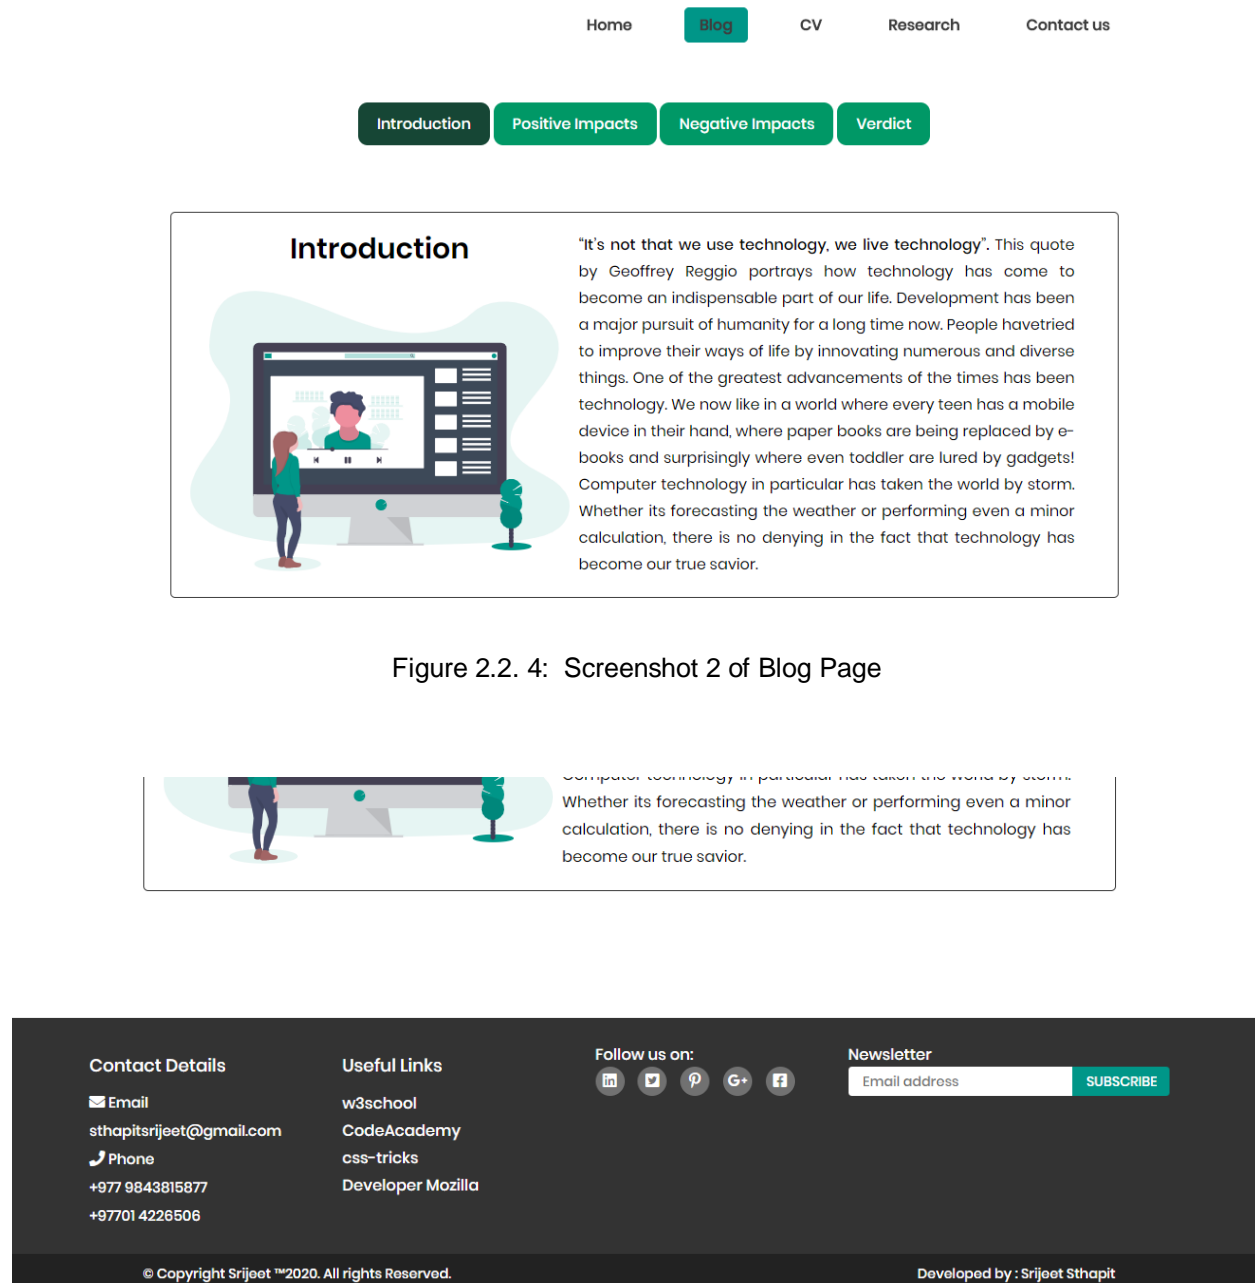 Home Blog CV Research Contact us
Introduction Positive Impacts Negative Impacts Verdict
Introduction
“It's not that we use technology, we live technology”. This quote
by Geoffrey Reggio portrays how technology has come to
become an indispensable part of our life. Development has been
a major pursuit of humanity for a long time now. People havetried
to improve their ways of life by innovating numerous and diverse
things. One of the greatest advancements of the times has been
technology. We now like in a world where every teen has a mobile
device in their hand, where paper books are being replaced by e-
books and surprisingly where even toddler are lured by gadgets!
Computer technology in particular has taken the world by storm.
Whether its forecasting the weather or performing even a minor
calculation, there is no denying in the fact that technology has
become our true savior.
Figure 2.2. 4: Screenshot 2 of Blog Page
Computer technology in particular has taken the world by storm.
Whether its forecasting the weather or performing even a minor
calculation, there is no denying in the fact that technology has
become our true savior.
Contact Details
Email
sthapitsrijeet@gmail.com
Phone
+977 9843815877
+97701 4226506
Useful Links
w3school
CodeAcademy
css-tricks
Developer Mozilla
Follow us on:
Newsletter
Email address SUBSCRIBE
© Copyright Srijeet ™2020. All rights Reserved.
Developed by : Srijeet Sthapit